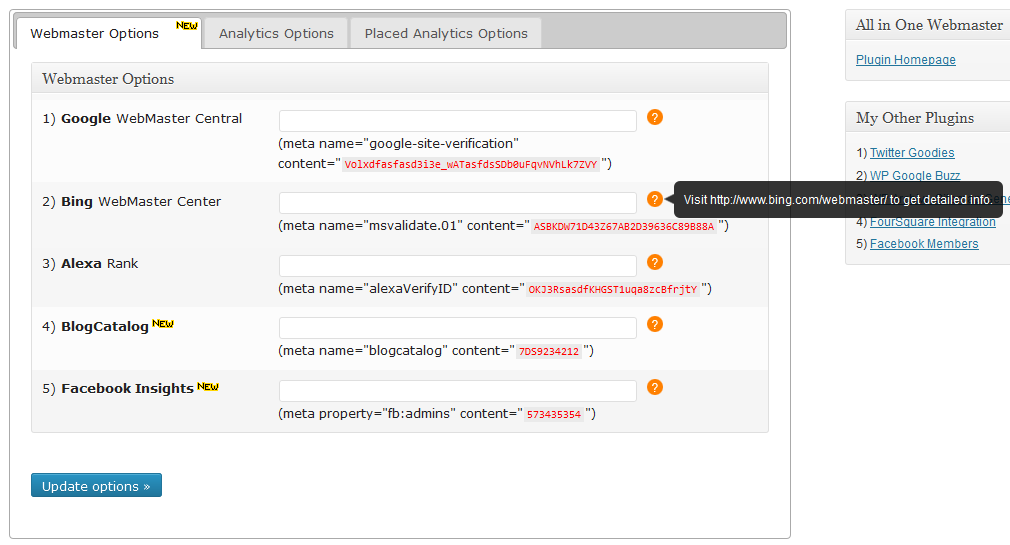 Webmaster Options NEW Analytics Options Placed Analytics Options
Webmaster Options
1) Google WebMaster Central ?
(meta name="google-site-verification"
content="Volxdfasfasd3i3e_wATasfdsSDb0uFqvNVhLk7ZVY")
2) Bing WebMaster Center ?
Visit http://www.bing.com/webmaster/ to get detailed info.
(meta name="msvalidate.01" content="ASBKDW71D43Z67AB2D39636C89B88A")
3) Alexa Rank ?
(meta name="alexaVerifyID" content="OKJ3RsasdfKHGST1uqa8zcBfrjtY")
4) BlogCatalog NEW ?
(meta name="blogcatalog" content="7DS9234212")
5) Facebook Insights NEW ?
(meta property="fb:admins" content="573435354")
Update options »
All in One Webmaster
Plugin Homepage
My Other Plugins
1) Twitter Goodies
2) WP Google Buzz
4) FourSquare Integration
5) Facebook Members